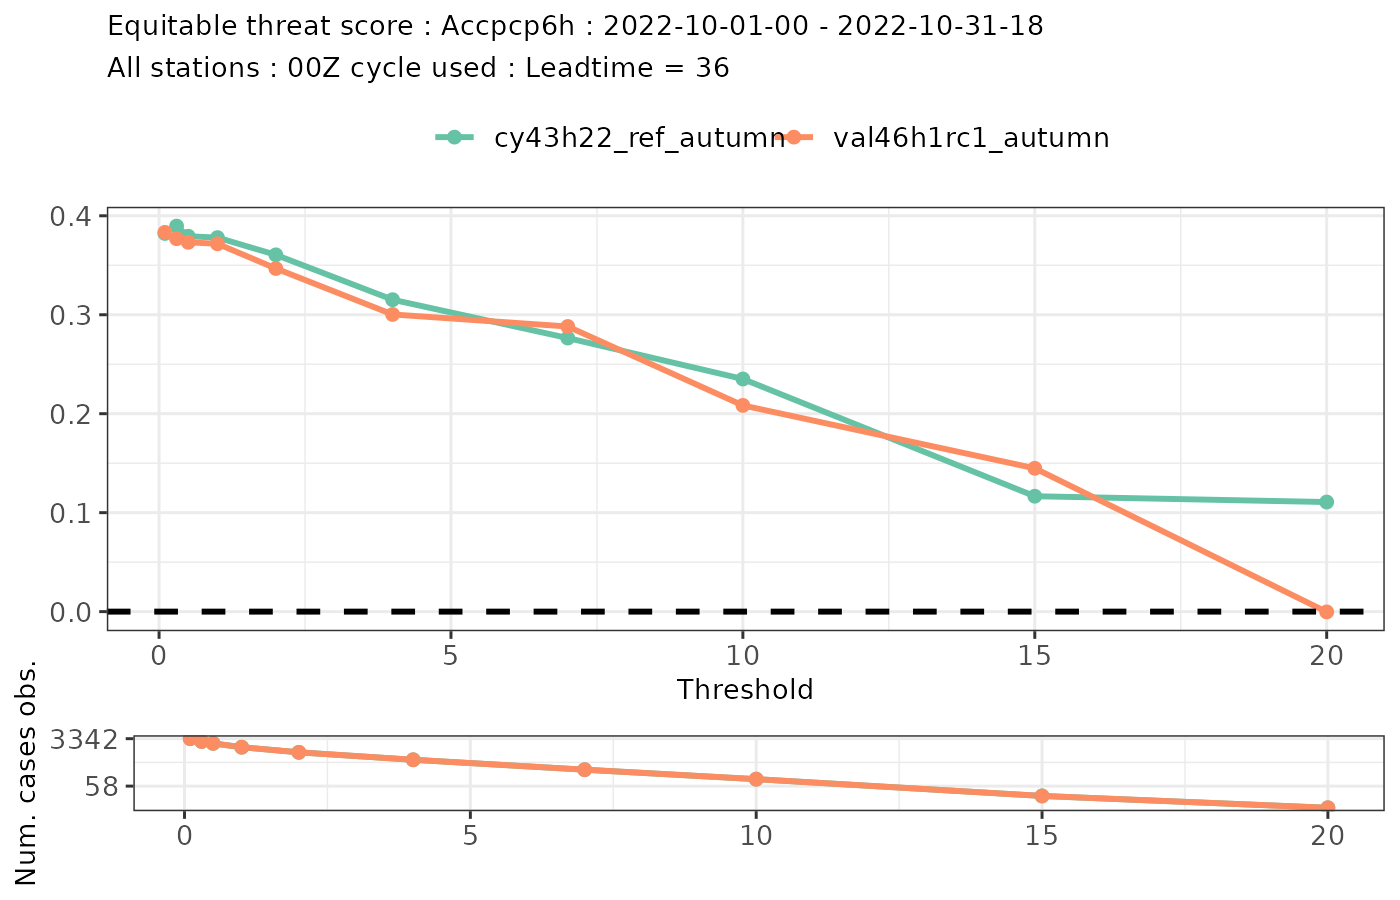 Equitable threat score : Accpcp6h : 2022-10-01-00 - 2022-10-31-18
All stations : 00Z cycle used : Leadtime = 36
cy43h22_ref_autumn val46h1rc1_autumn
0.4
0.3
0.2
0.1
0.0
0 5 10 15 20
Threshold
Num. cases obs.
3342
58
0 5 10 15 20